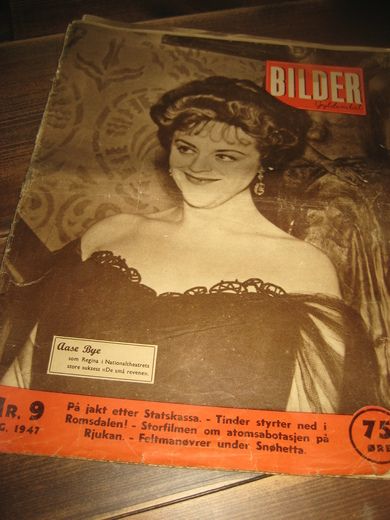 BILDER
Gyldendal
Aase Bye
som Regina i Nationaltheatrets
store suksess «De små revene».
NR. 9
G. 1947
På jakt etter Statskassa. - Tinder styrter ned i
Romsdalen! - Storfilmen om atomsabotasjen på
Rjukan. - Feltmanøvrer under Snøhetta.
75
ØRE